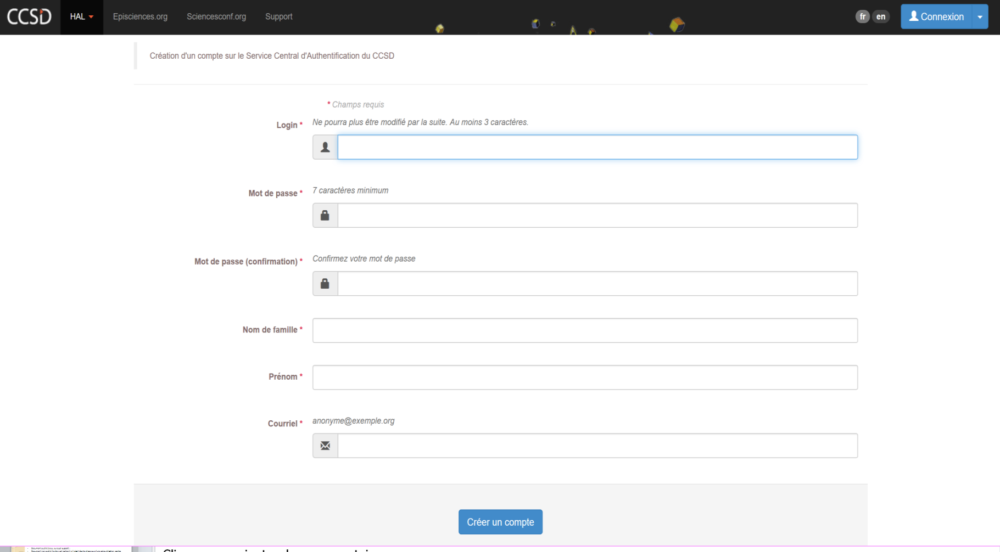 CCSD HAL Episciences.org Sciencesconf.org Support fr en Connexion
Création d'un compte sur le Service Central d'Authentification du CCSD
* Champs requis
Login * Ne pourra plus être modifié par la suite. Au moins 3 caractères.
Mot de passe * 7 caractères minimum
Mot de passe (confirmation) * Confirmez votre mot de passe
Nom de famille *
Prénom *
Courriel * anonyme@exemple.org
Créer un compte